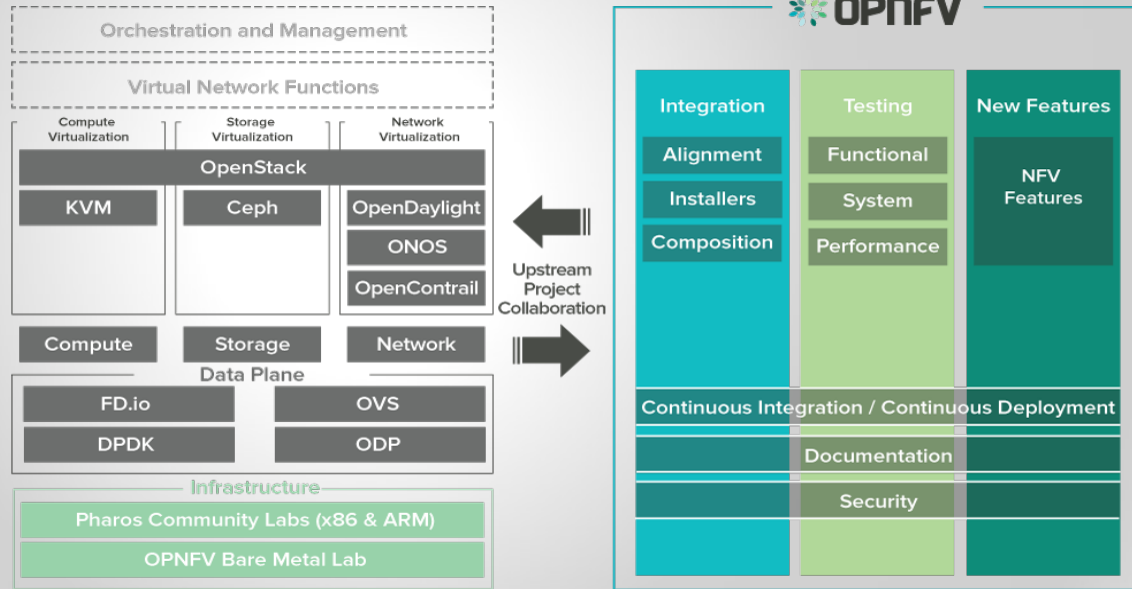 Orchestration and Management
Virtual Network Functions
Compute
Virtualization
Storage
Virtualization
Network
Virtualization
OpenStack
KVM
Ceph
OpenDaylight
ONOS
OpenContrail
Compute
Storage
Network
Data Plane
FD.io
OVS
DPDK
ODP
Infrastructure
Pharos Community Labs (x86 & ARM)
OPNFV Bare Metal Lab
Upstream
Project
Collaboration
OPNFV
Integration
Alignment
Installers
Composition
Testing
Functional
System
Performance
New Features
NFV
Features
Continuous Integration / Continuous Deployment
Documentation
Security